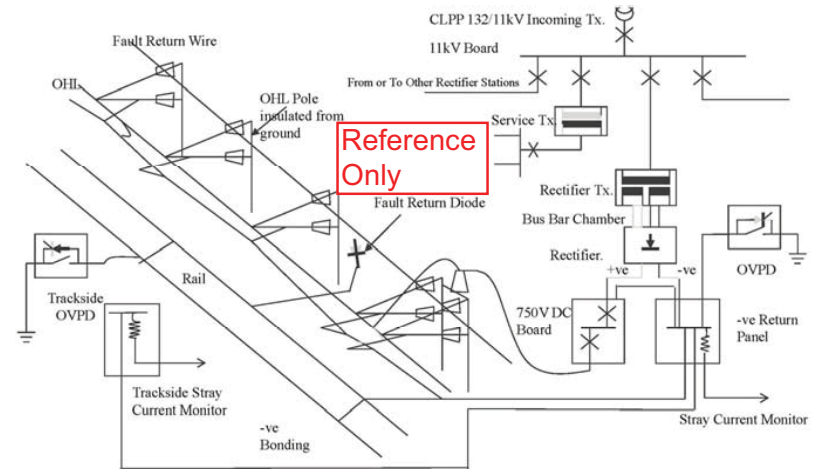 CLPP 132/11kV Incoming Tx.
11kV Board
Fault Return Wire
OHL
From or To Other Rectifier Stations
OHL Pole
insulated from
ground
Service Tx.
Reference
Only
Rectifier Tx.
Fault Return Diode
Bus Bar Chamber
Rectifier.
+ve
-ve
OVPD
Rail
Trackside
OVPD
750V DC
Board
-ve Return
Panel
Trackside Stray
Current Monitor
-ve
Bonding
Stray Current Monitor